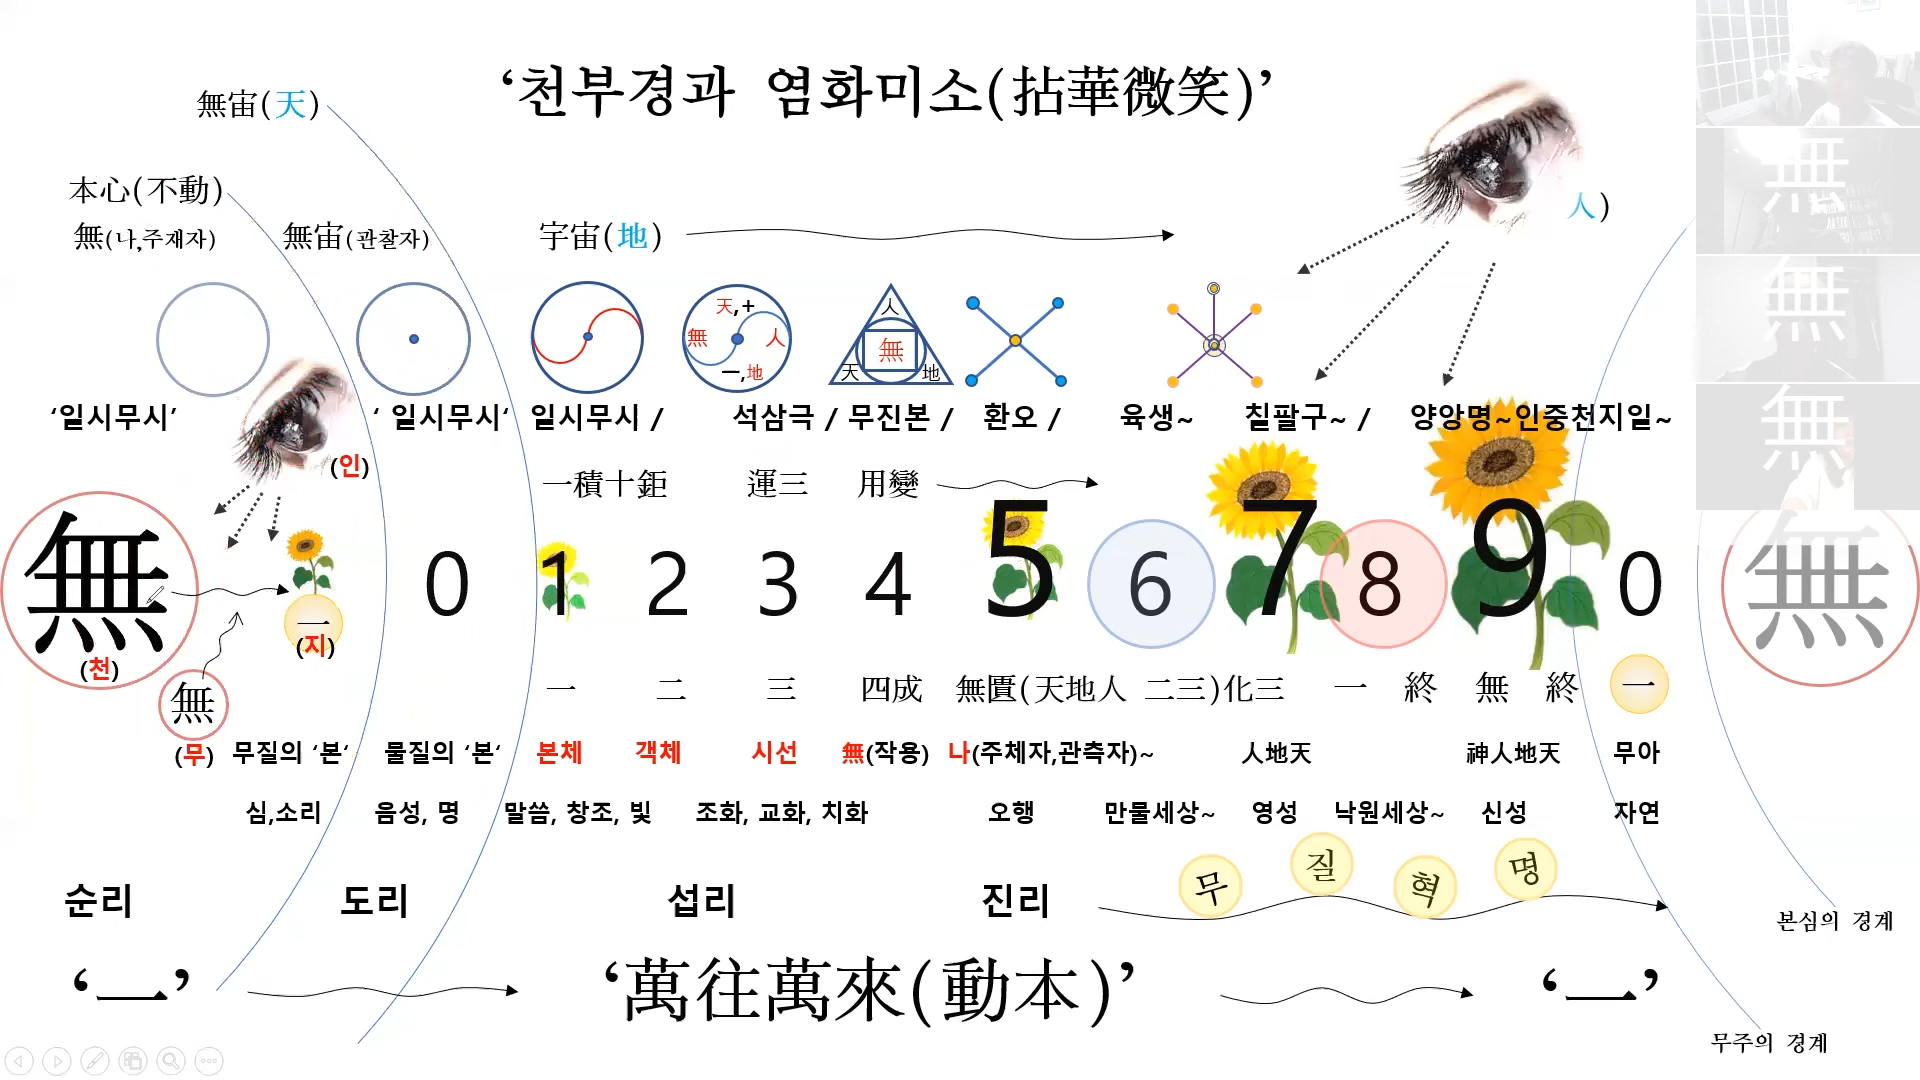 ‘천부경과 염화미소(拈華微笑)’
無宙(天)
本心(不動)
無(나,주재자)
無宙(관찰자)
宇宙(地)
人)
天,+
無
人
一,地
人
無
天
地
‘일시무시’
‘ 일시무시‘
일시무시 /
석삼극 /
무진본 /
환오 /
육생~
칠팔구~ /
양앙명~인중천지일~
(인)
一積十鉅
運三
用變
無
(천)
一
(지)
無
(무)
0 1 2 3 4 5 6 7 8 9 0
無
一 二 三 四成 無匱(天地人 二三)化三 一 終 無 終 一
무질의 ‘본‘
물질의 ‘본‘
본체
객체
시선
無(작용)
나(주체자,관측자)~
人地天
神人地天
무아
심,소리
음성, 명
말씀, 창조, 빛
조화, 교화, 치화
오행
만물세상~
영성
낙원세상~
신성
자연
순리
도리
섭리
진리
무
질
혁
명
본심의 경계
‘一’
‘萬往萬來(動本)’
‘一’
무주의 경계
無
無
無